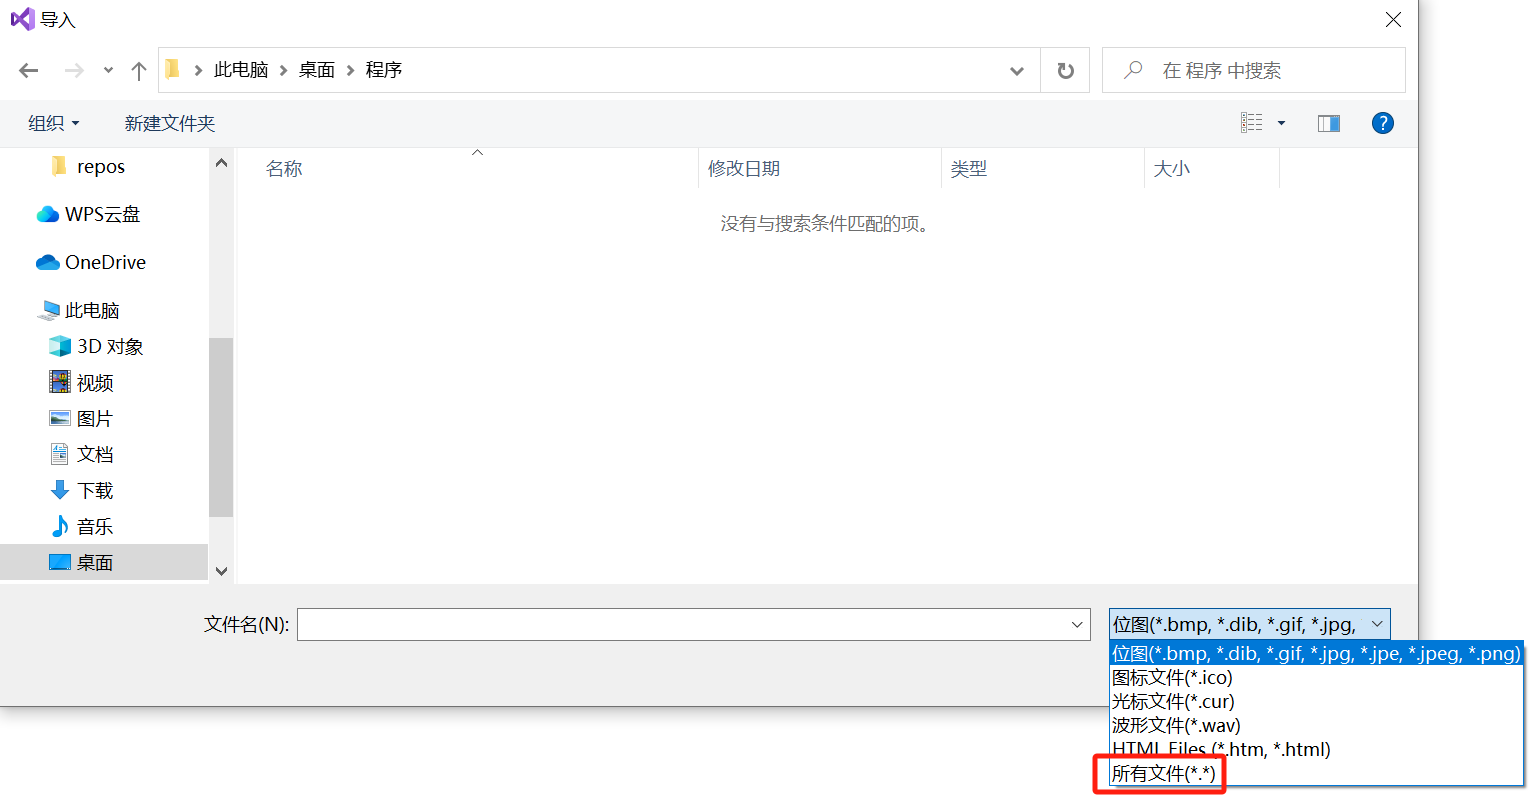 导入
此电脑 桌面 程序
在 程序 中搜索
组织 新建文件夹
名称 修改日期 类型 大小
没有与搜索条件匹配的项。
repos
WPS云盘
OneDrive
此电脑
3D 对象
视频
图片
文档
下载
音乐
桌面
文件名(N):
位图(*.bmp, *.dib, *.gif, *.jpg,
位图(*.bmp, *.dib, *.gif, *.jpg, *.jpe, *.jpeg, *.png)
图标文件(*.ico)
光标文件(*.cur)
波形文件(*.wav)
HTML Files (*.htm, *.html)
所有文件(*.*)